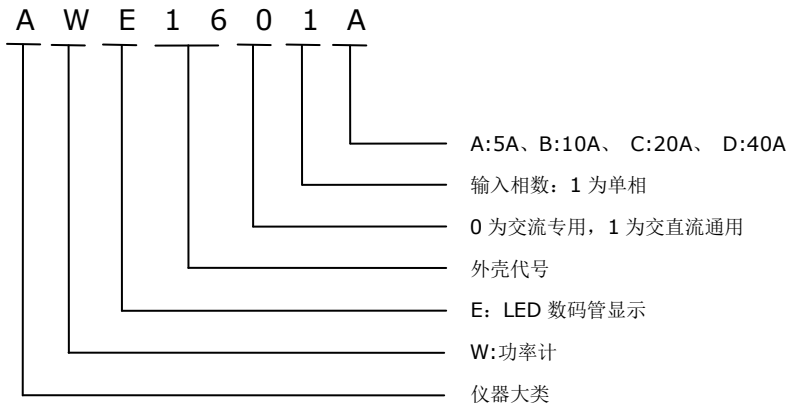 A W E 1 6 0 1 A
A:5A、B:10A、 C:20A、 D:40A
输入相数：1 为单相
0 为交流专用，1 为交直流通用
外壳代号
E：LED 数码管显示
W:功率计
仪器大类